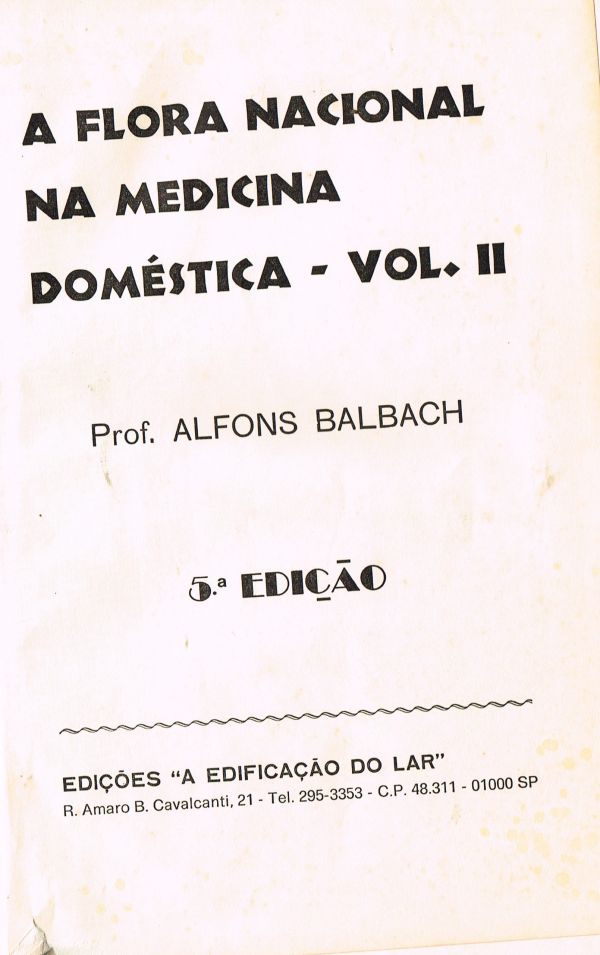 A FLORA NACIONAL
NA MEDICINA
DOMÉSTICA - VOL. II
Prof. ALFONS BALBACH
5.ª EDIÇÃO
EDIÇÕES "A EDIFICAÇÃO DO LAR"
R. Amaro B. Cavalcanti, 21 - Tel. 295-3353 - C.P. 48.311 - 01000 SP